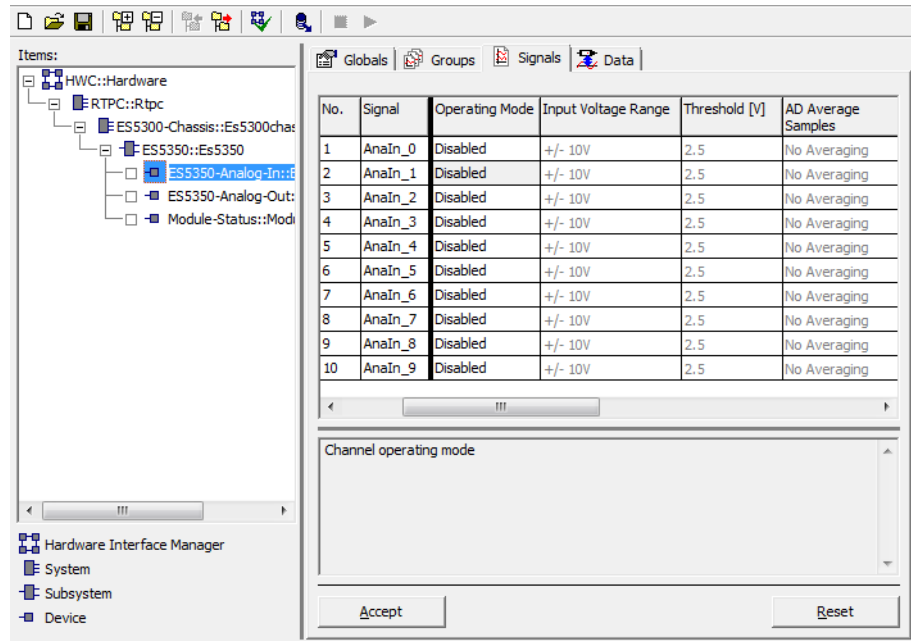 Items:
HWC::Hardware
RTPC::Rtpc
ES5300-Chassis::Es5300chas
ES5350::Es5350
ES5350-Analog-In::E
ES5350-Analog-Out:
Module-Status::Modu
Hardware Interface Manager
System
Subsystem
Device
Globals Groups Signals Data
No. Signal Operating Mode Input Voltage Range Threshold [V] AD Average Samples
1 AnaIn_0 Disabled +/- 10V 2.5 No Averaging
2 AnaIn_1 Disabled +/- 10V 2.5 No Averaging
3 AnaIn_2 Disabled +/- 10V 2.5 No Averaging
4 AnaIn_3 Disabled +/- 10V 2.5 No Averaging
5 AnaIn_4 Disabled +/- 10V 2.5 No Averaging
6 AnaIn_5 Disabled +/- 10V 2.5 No Averaging
7 AnaIn_6 Disabled +/- 10V 2.5 No Averaging
8 AnaIn_7 Disabled +/- 10V 2.5 No Averaging
9 AnaIn_8 Disabled +/- 10V 2.5 No Averaging
10 AnaIn_9 Disabled +/- 10V 2.5 No Averaging
Channel operating mode
Accept Reset